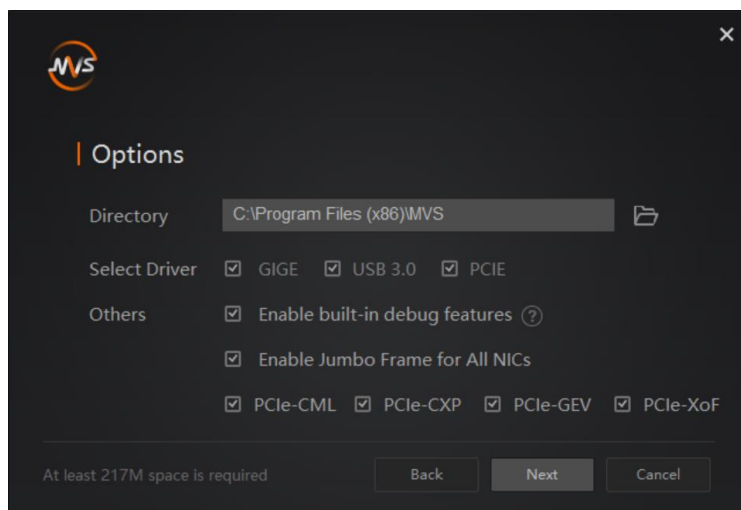 MVS
Options
Directory C:\Program Files (x86)\MVS
Select Driver GIGE USB 3.0 PCIE
Others Enable built-in debug features ?
Enable Jumbo Frame for All NICs
PCIe-CML PCIe-CXP PCIe-GEV PCIe-XoF
At least 217M space is required Back Next Cancel